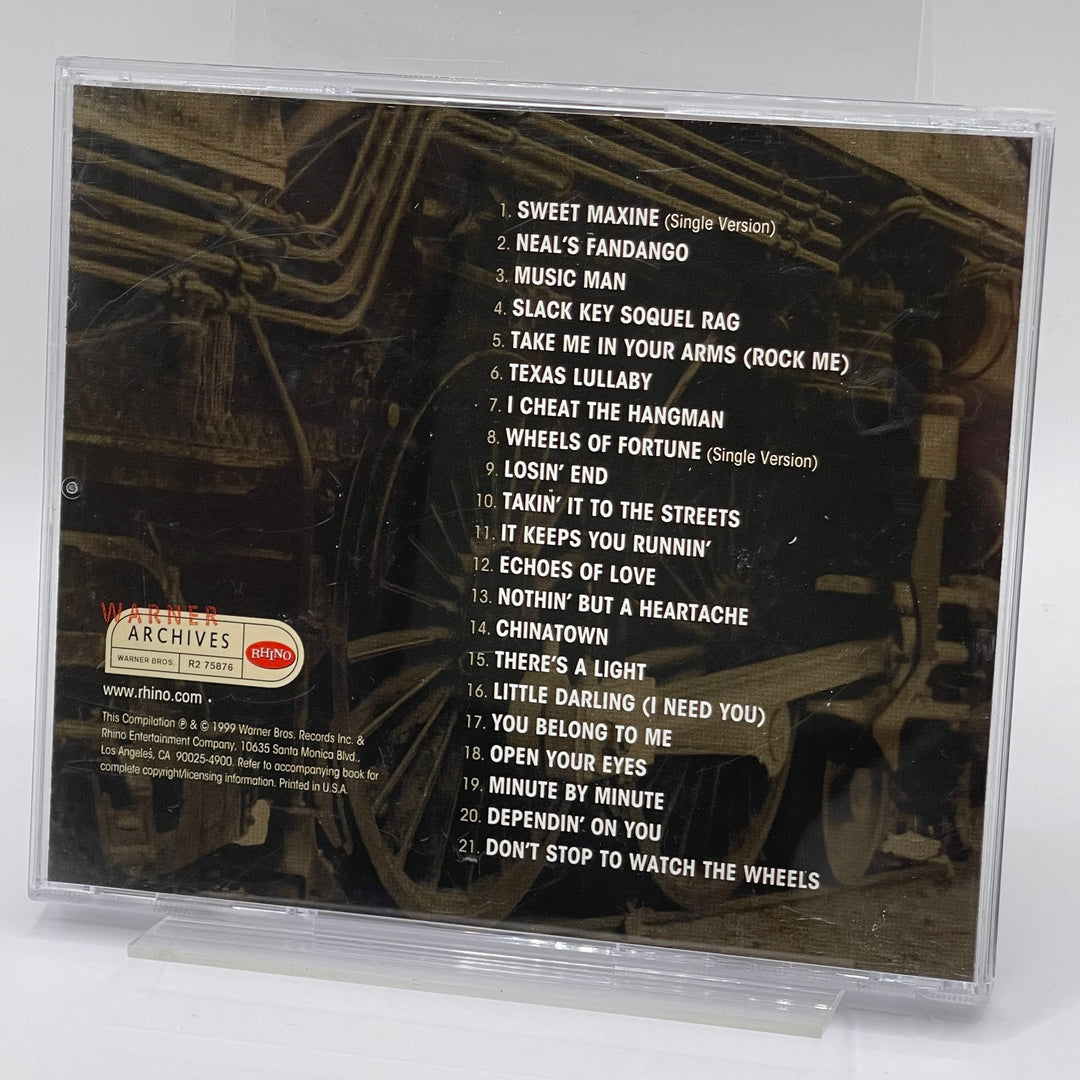 1. SWEET MAXINE (Single Version)
2. NEAL'S FANDANGO
3. MUSIC MAN
4. SLACK KEY SOQUEL RAG
5. TAKE ME IN YOUR ARMS (ROCK ME)
6. TEXAS LULLABY
7. I CHEAT THE HANGMAN
8. WHEELS OF FORTUNE (Single Version)
9. LOSIN' END
10. TAKIN' IT TO THE STREETS
11. IT KEEPS YOU RUNNIN'
12. ECHOES OF LOVE
13. NOTHIN' BUT A HEARTACHE
14. CHINATOWN
15. THERE'S A LIGHT
16. LITTLE DARLING (I NEED YOU)
17. YOU BELONG TO ME
18. OPEN YOUR EYES
19. MINUTE BY MINUTE
20. DEPENDIN' ON YOU
21. DON'T STOP TO WATCH THE WHEELS
WARNER
ARCHIVES
WARNER BROS. R2 75876 RHINO
www.rhino.com
This Compilation ℗ & © 1999 Warner Bros. Records Inc. &
Rhino Entertainment Company, 10635 Santa Monica Blvd.,
Los Angeles, CA 90025-4900. Refer to accompanying book for
complete copyright/licensing information. Printed in U.S.A.